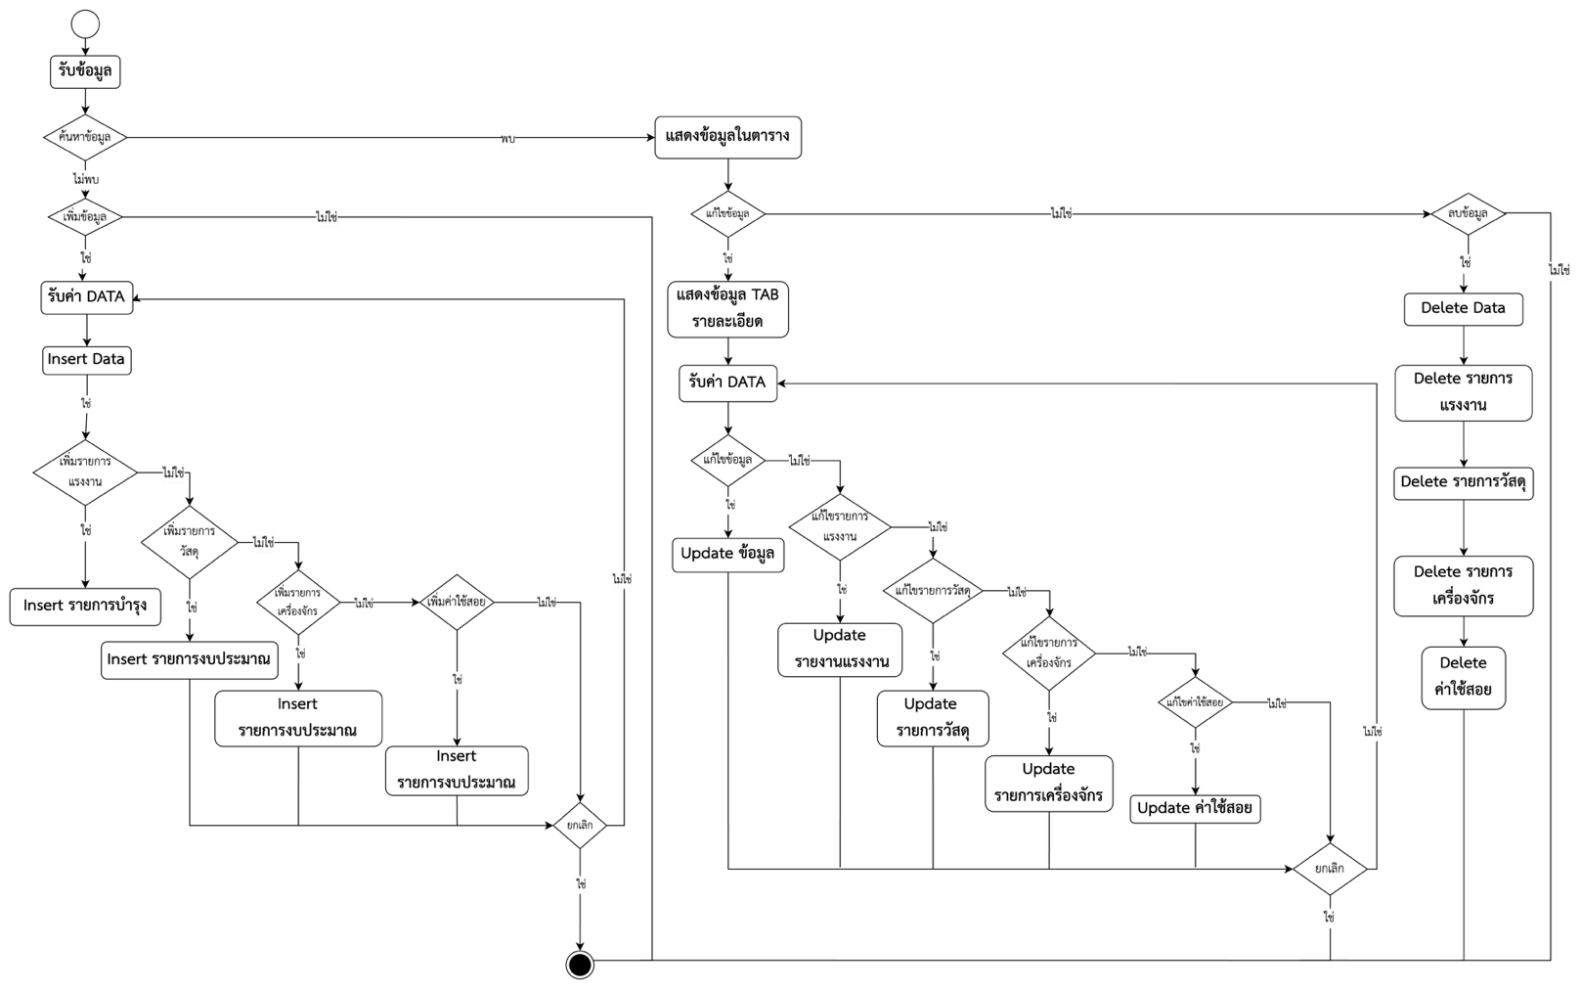 รับข้อมูล
ค้นหาข้อมูล
พบ
แสดงข้อมูลในตาราง
ไม่พบ
เพิ่มข้อมูล
ไม่ใช่
แก้ไขข้อมูล
ไม่ใช่
ลบข้อมูล
ใช่
ใช่
ใช่
ไม่ใช่
รับค่า DATA
แสดงข้อมูล TAB
รายละเอียด
Delete Data
Insert Data
รับค่า DATA
Delete รายการ
แรงงาน
ใช่
เพิ่มรายการ
แรงงาน
ไม่ใช่
แก้ไขข้อมูล
ไม่ใช่
Delete รายการวัสดุ
ใช่
ใช่
เพิ่มรายการ
วัสดุ
ไม่ใช่
แก้ไขรายการ
แรงงาน
ไม่ใช่
Update ข้อมูล
Insert รายการบำรุง
เพิ่มรายการ
เครื่องจักร
ไม่ใช่
เพิ่มค่าใช้สอย
ไม่ใช่
ไม่ใช่
ใช่
แก้ไขรายการวัสดุ
ไม่ใช่
Delete รายการ
เครื่องจักร
ใช่
Insert รายการงบประมาณ
ใช่
ใช่
Update
รายงานแรงงาน
ใช่
แก้ไขรายการ
เครื่องจักร
ไม่ใช่
Delete
ค่าใช้สอย
Insert
รายการงบประมาณ
Update
รายการวัสดุ
ใช่
แก้ไขค่าใช้สอย
ไม่ใช่
ไม่ใช่
Insert
รายการงบประมาณ
Update
รายการเครื่องจักร
ใช่
Update ค่าใช้สอย
ยกเลิก
ยกเลิก
ใช่
ใช่